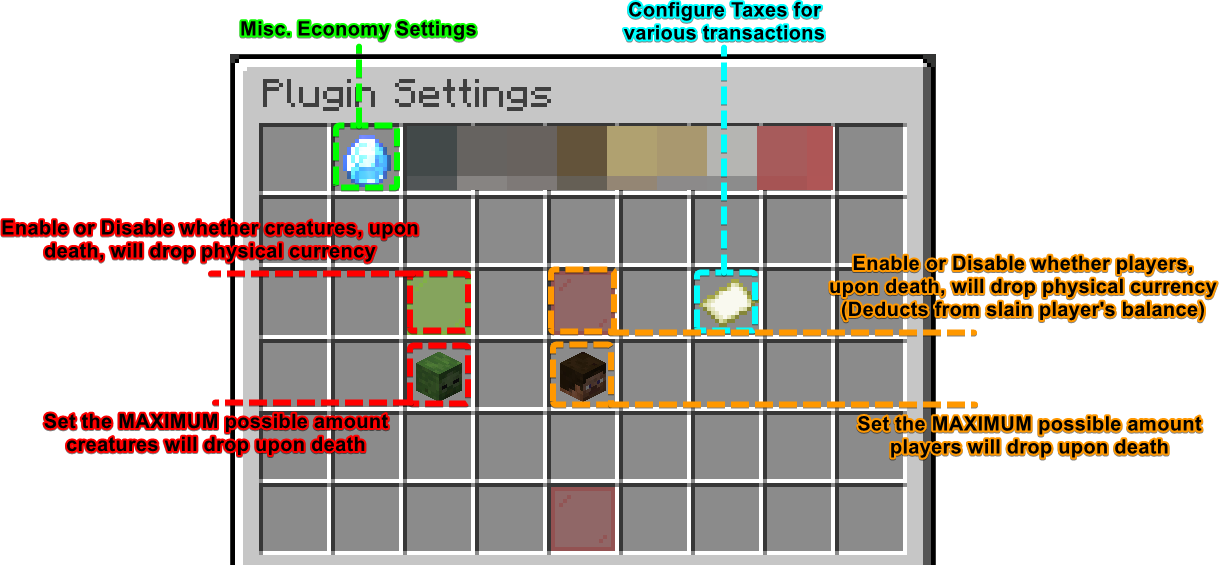 Misc. Economy Settings
Configure Taxes for
various transactions
Plugin Settings
Enable or Disable whether creatures, upon
death, will drop physical currency
Enable or Disable whether players,
upon death, will drop physical currency
(Deducts from slain player's balance)
Set the MAXIMUM possible amount
creatures will drop upon death
Set the MAXIMUM possible amount
players will drop upon death